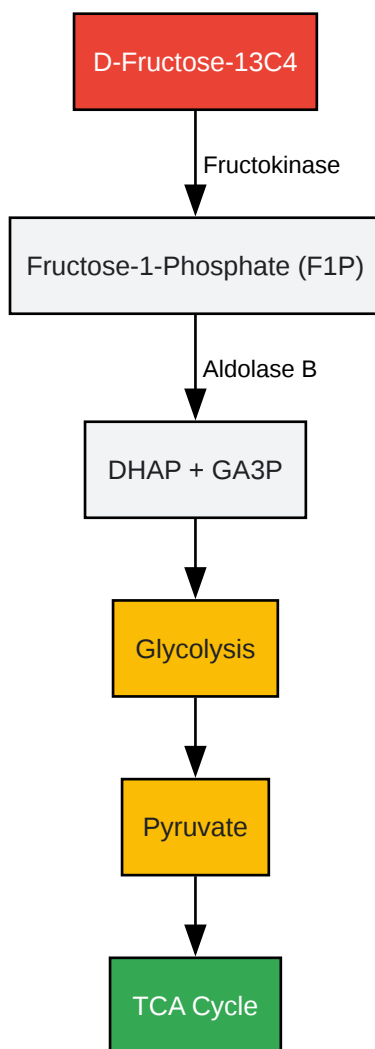 D-Fructose-13C4
Fructokinase
Fructose-1-Phosphate (F1P)
Aldolase B
DHAP + GA3P
Glycolysis
Pyruvate
TCA Cycle